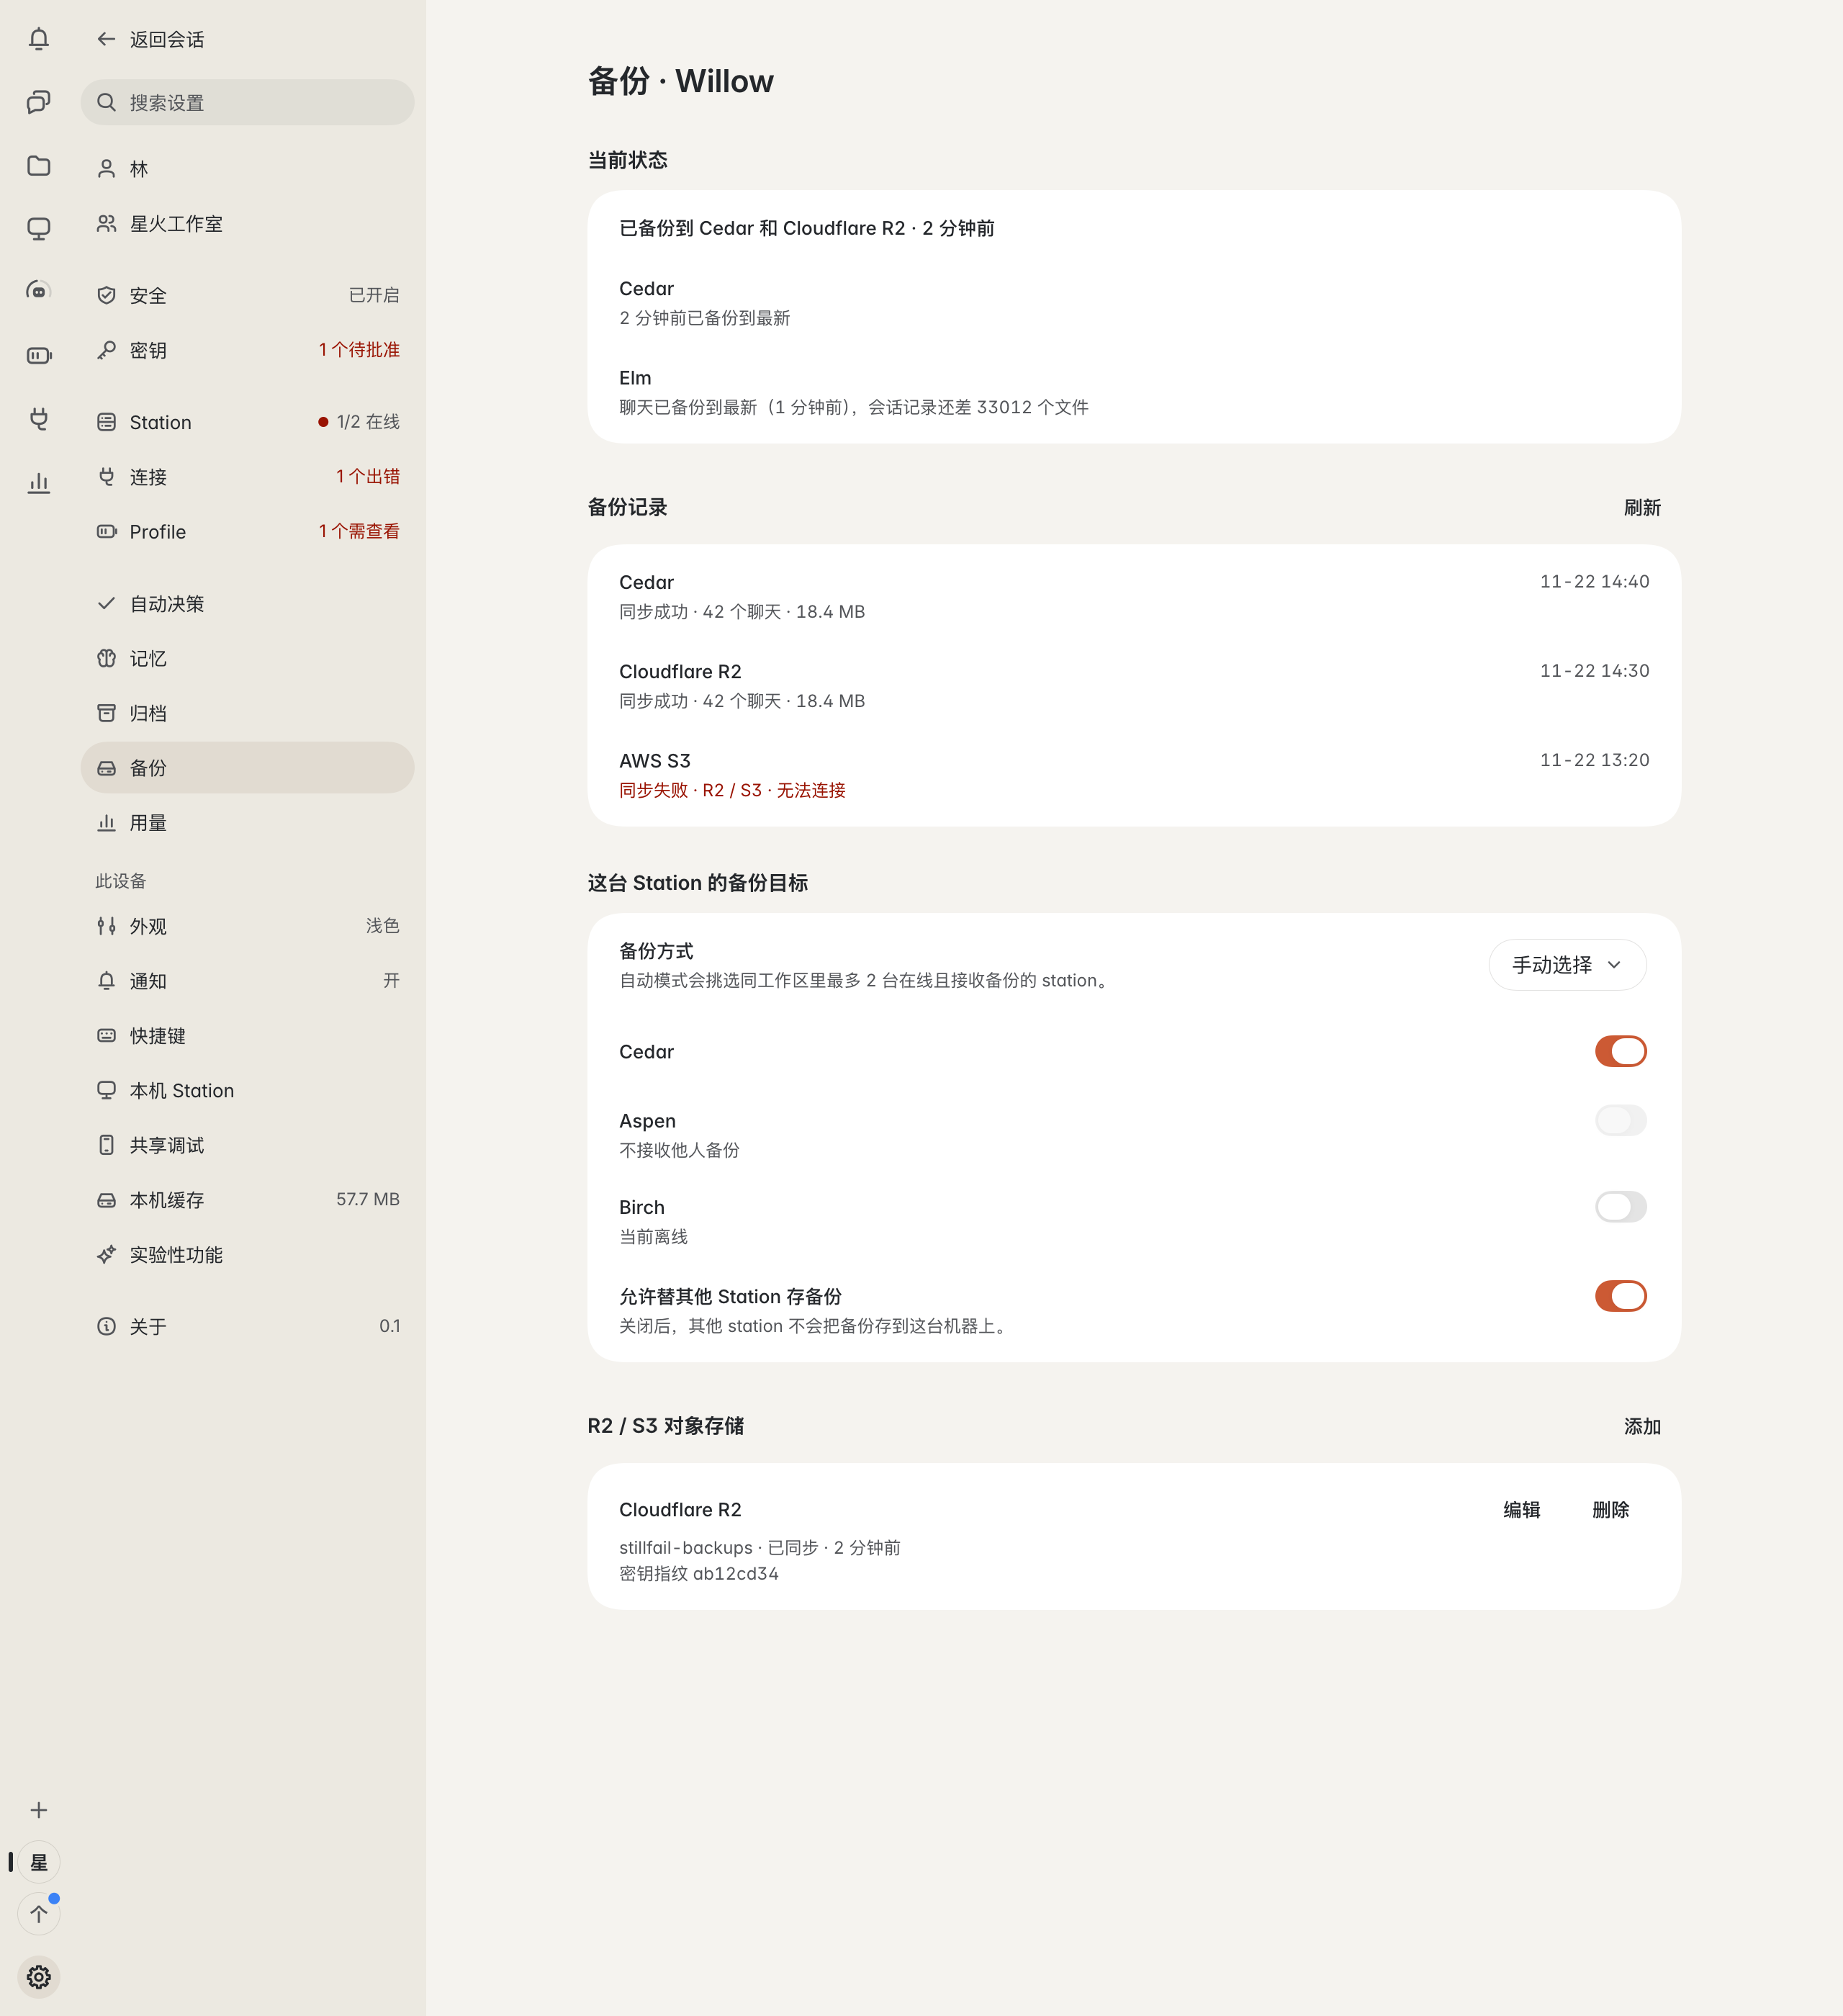 返回会话
搜索设置
林
星火工作室
安全 已开启
密钥 1 个待批准
Station 1/2 在线
连接 1 个出错
Profile 1 个需查看
自动决策
记忆
归档
备份
用量
此设备
外观 浅色
通知 开
快捷键
本机 Station
共享调试
本机缓存 57.7 MB
实验性功能
关于 0.1
星
个
备份 · Willow
当前状态
已备份到 Cedar 和 Cloudflare R2 · 2 分钟前
Cedar
2 分钟前已备份到最新
Elm
聊天已备份到最新（1 分钟前），会话记录还差 33012 个文件
备份记录 刷新
Cedar 11-22 14:40
同步成功 · 42 个聊天 · 18.4 MB
Cloudflare R2 11-22 14:30
同步成功 · 42 个聊天 · 18.4 MB
AWS S3 11-22 13:20
同步失败 · R2 / S3 · 无法连接
这台 Station 的备份目标
备份方式 手动选择
自动模式会挑选同工作区里最多 2 台在线且接收备份的 station。
Cedar
Aspen
不接收他人备份
Birch
当前离线
允许替其他 Station 存备份
关闭后，其他 station 不会把备份存到这台机器上。
R2 / S3 对象存储 添加
Cloudflare R2 编辑 删除
stillfail-backups · 已同步 · 2 分钟前
密钥指纹 ab12cd34